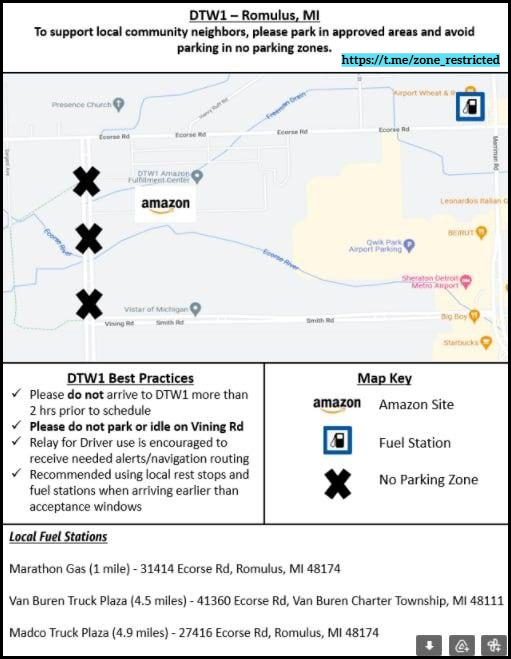 DTW1 – Romulus, MI
To support local community neighbors, please park in approved areas and avoid
parking in no parking zones.
https://t.me/zone_restricted
Airport Wheat & R
Presence Church
Henry Ruff Rd
Freeman Drain
Ecorse Rd
Ecorse Rd
Ecorse Rd
Ecorse Rd
Merriman Rd
DTW1 Amazon
Fulfillment Center
amazon
Leonardos Italian G
BEIRUT
Qwik Park
Airport Parking
Ecorse River
Ecorse River
Sheraton Detroit
Metro Airport
Vistar of Michigan
Big Boy
Vining Rd
Smith Rd
Smith Rd
Starbucks
DTW1 Best Practices
✓ Please do not arrive to DTW1 more than
2 hrs prior to schedule
✓ Please do not park or idle on Vining Rd
✓ Relay for Driver use is encouraged to
receive needed alerts/navigation routing
✓ Recommended using local rest stops and
fuel stations when arriving earlier than
acceptance windows
Map Key
amazon Amazon Site
Fuel Station
No Parking Zone
Local Fuel Stations
Marathon Gas (1 mile) - 31414 Ecorse Rd, Romulus, MI 48174
Van Buren Truck Plaza (4.5 miles) - 41360 Ecorse Rd, Van Buren Charter Township, MI 48111
Madco Truck Plaza (4.9 miles) - 27416 Ecorse Rd, Romulus, MI 48174